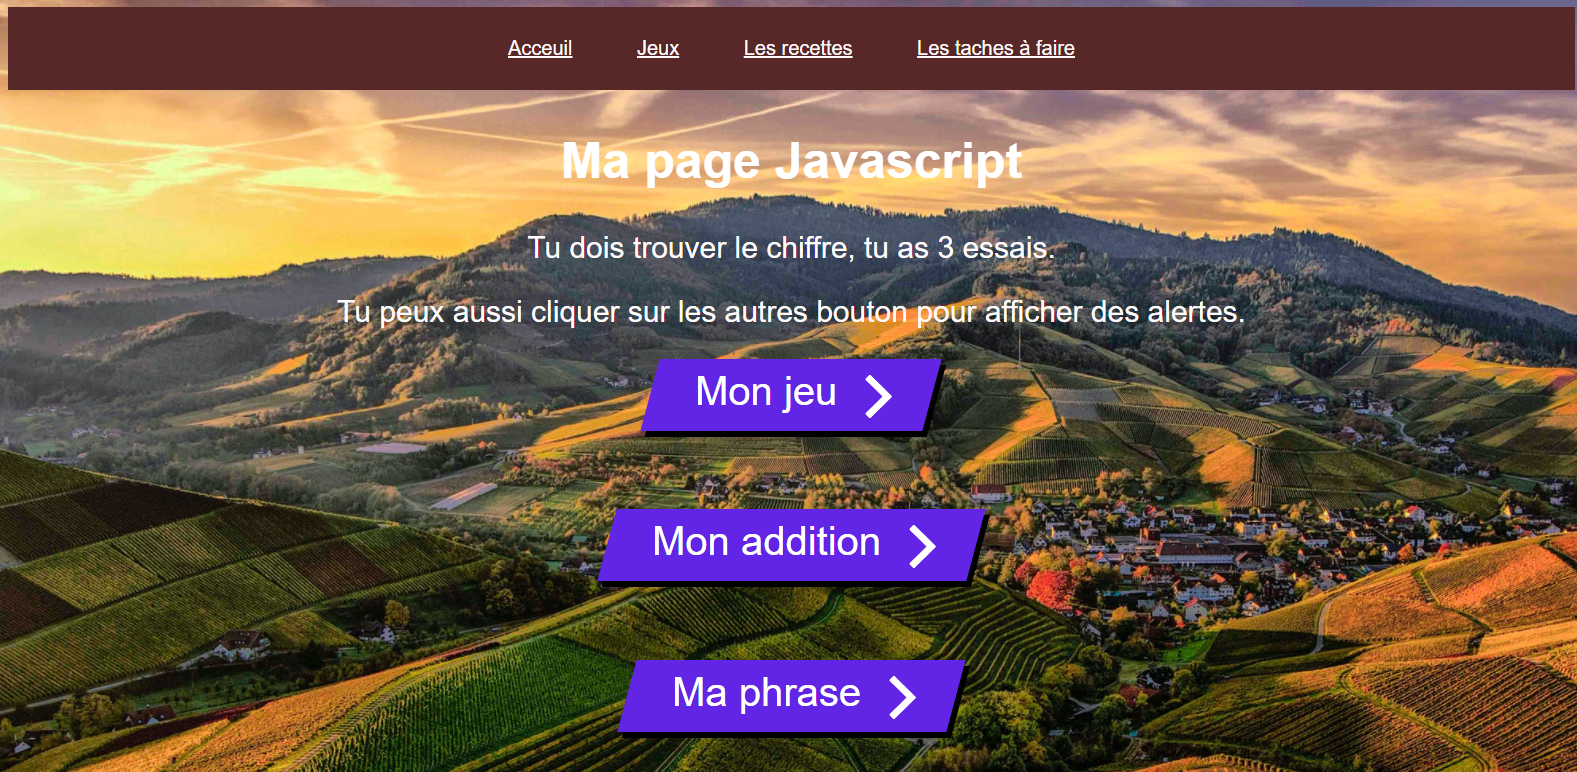 Acceuil Jeux Les recettes Les taches à faire
Ma page Javascript
Tu dois trouver le chiffre, tu as 3 essais.
Tu peux aussi cliquer sur les autres bouton pour afficher des alertes.
Mon jeu
Mon addition
Ma phrase